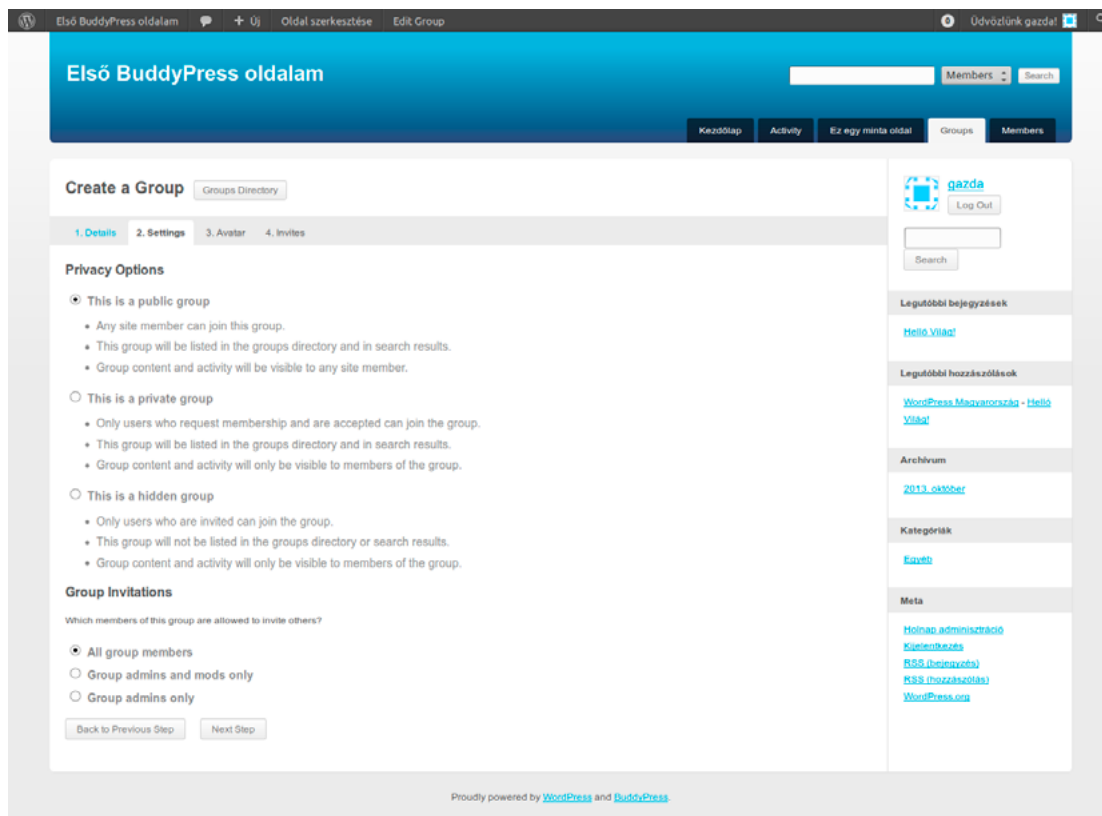 Első BuddyPress oldalam + Új Oldal szerkesztése Edit Group 0 Üdvözlünk gazda!
Első BuddyPress oldalam
Members Search
Kezdőlap Activity Ez egy minta oldal Groups Members
Create a Group Groups Directory
1. Details 2. Settings 3. Avatar 4. Invites
Privacy Options
This is a public group
• Any site member can join this group.
• This group will be listed in the groups directory and in search results.
• Group content and activity will be visible to any site member.
This is a private group
• Only users who request membership and are accepted can join the group.
• This group will be listed in the groups directory and in search results.
• Group content and activity will only be visible to members of the group.
This is a hidden group
• Only users who are invited can join the group.
• This group will not be listed in the groups directory or search results.
• Group content and activity will only be visible to members of the group.
Group Invitations
Which members of this group are allowed to invite others?
All group members
Group admins and mods only
Group admins only
Back to Previous Step Next Step
gazda
Log Out
Search
Legutóbbi bejegyzések
Helló Világ!
Legutóbbi hozzászólások
WordPress Magyarország - Helló
Világ!
Archívum
2013. október
Kategóriák
Egyéb
Meta
Holnap adminisztráció
Kijelentkezés
RSS (bejegyzés)
RSS (hozzászólás)
WordPress.org
Proudly powered by WordPress and BuddyPress.